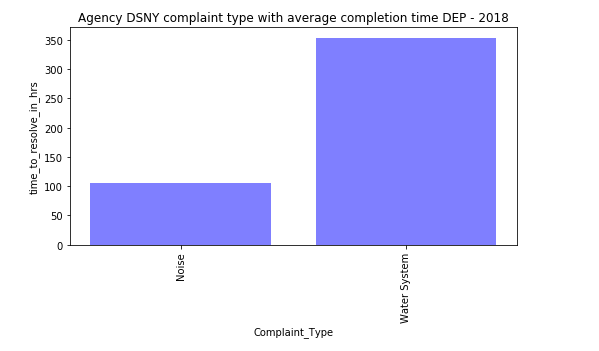 Agency DSNY complaint type with average completion time DEP - 2018
350
300
250
200
150
100
50
0
time_to_resolve_in_hrs
Noise
Water System
Complaint_Type